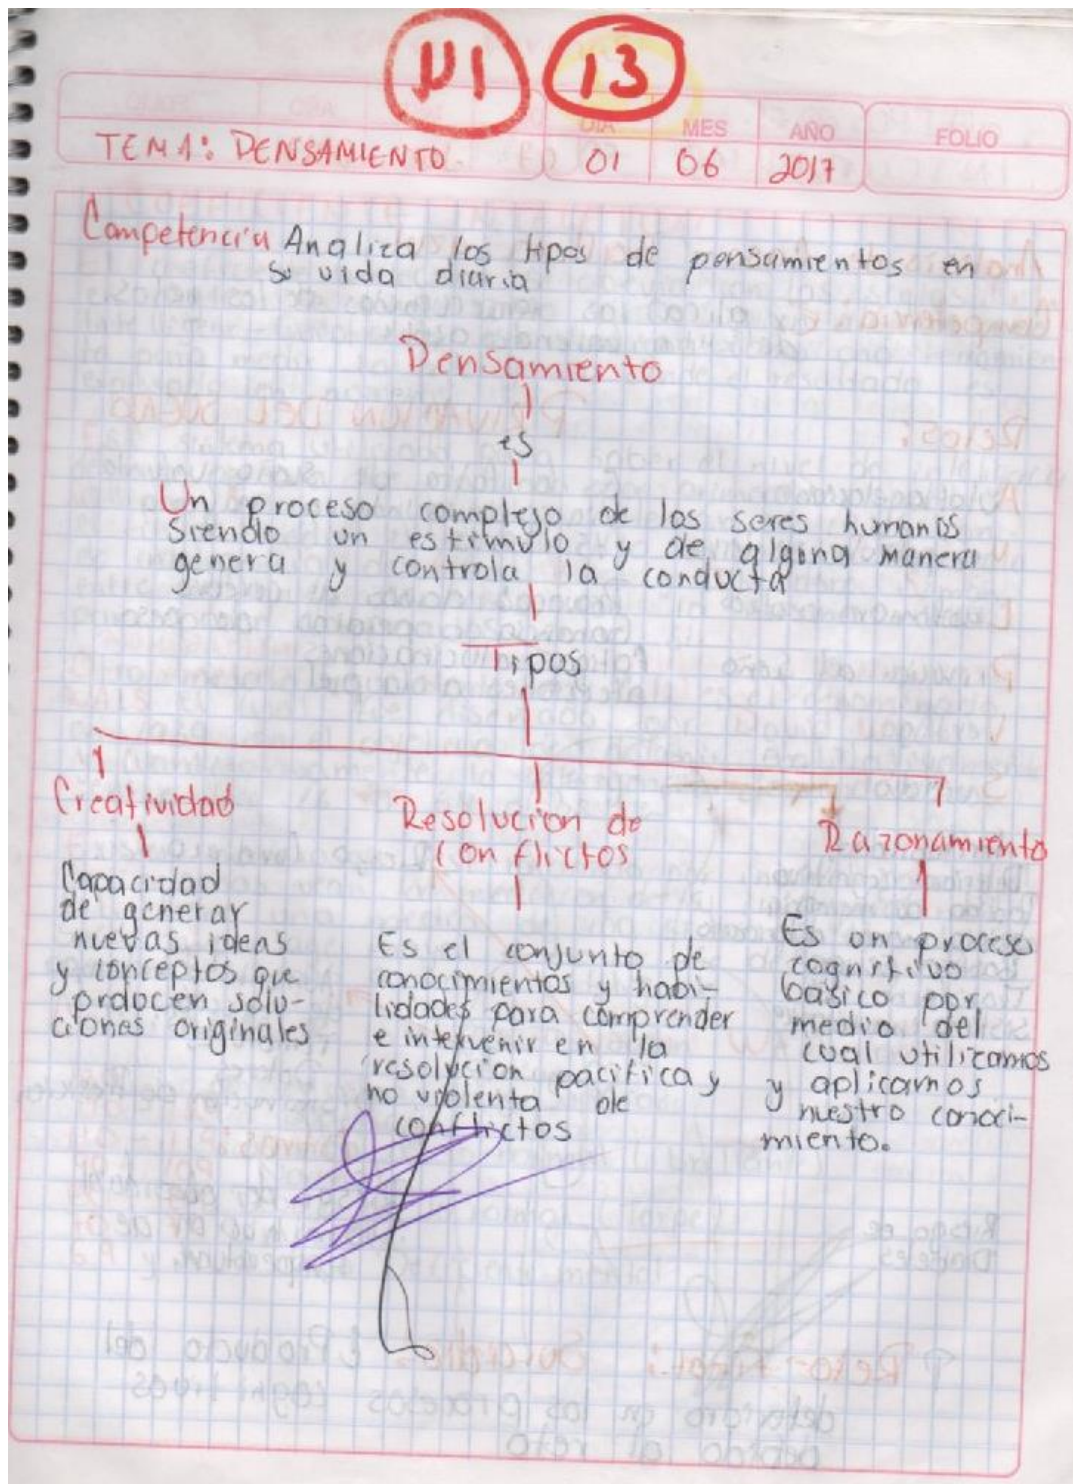 13
DIA MES AÑO FOLIO
TEMA: PENSAMIENTO 01 06 2017
Competencia Analiza los tipos de pensamientos en
su vida diaria
Pensamiento
es
Un proceso complejo de los seres humanos
Siendo un estimulo y de alguna manera
genera y controla la conducta
Tipos
Creatividad
Capacidad
de generar
nuevas ideas
y conceptos que
producen solu-
ciones originales
Resolucion de
conflictos
Es el conjunto de
conocimientos y habi-
lidades para comprender
e intervenir en la
resolucion pacifica y
no violenta de
conflictos
Razonamiento
Es un proceso
cognitivo
basico por
medio del
cual utilizamos
y aplicamos
nuestro conoci-
miento.